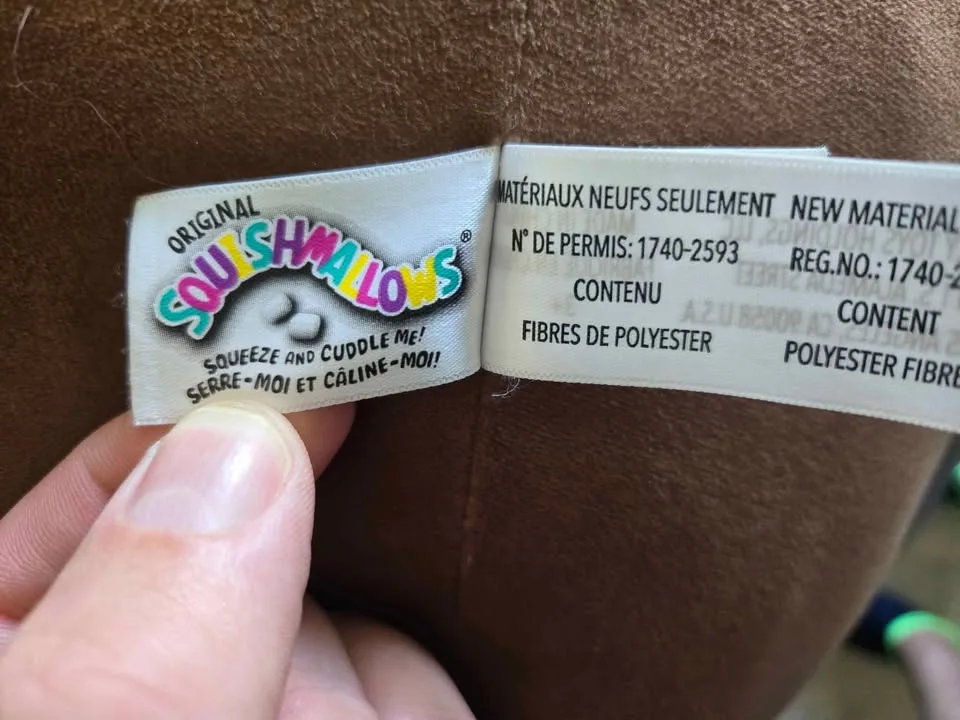 ORIGINAL
SQUISHMALLOWS®
SQUEEZE AND CUDDLE ME!
SERRE-MOI ET CÂLINE-MOI!
MATÉRIAUX NEUFS SEULEMENT
N° DE PERMIS: 1740-2593
CONTENU
FIBRES DE POLYESTER
NEW MATERIAL
REG.NO.: 1740-2
CONTENT
POLYESTER FIBRE